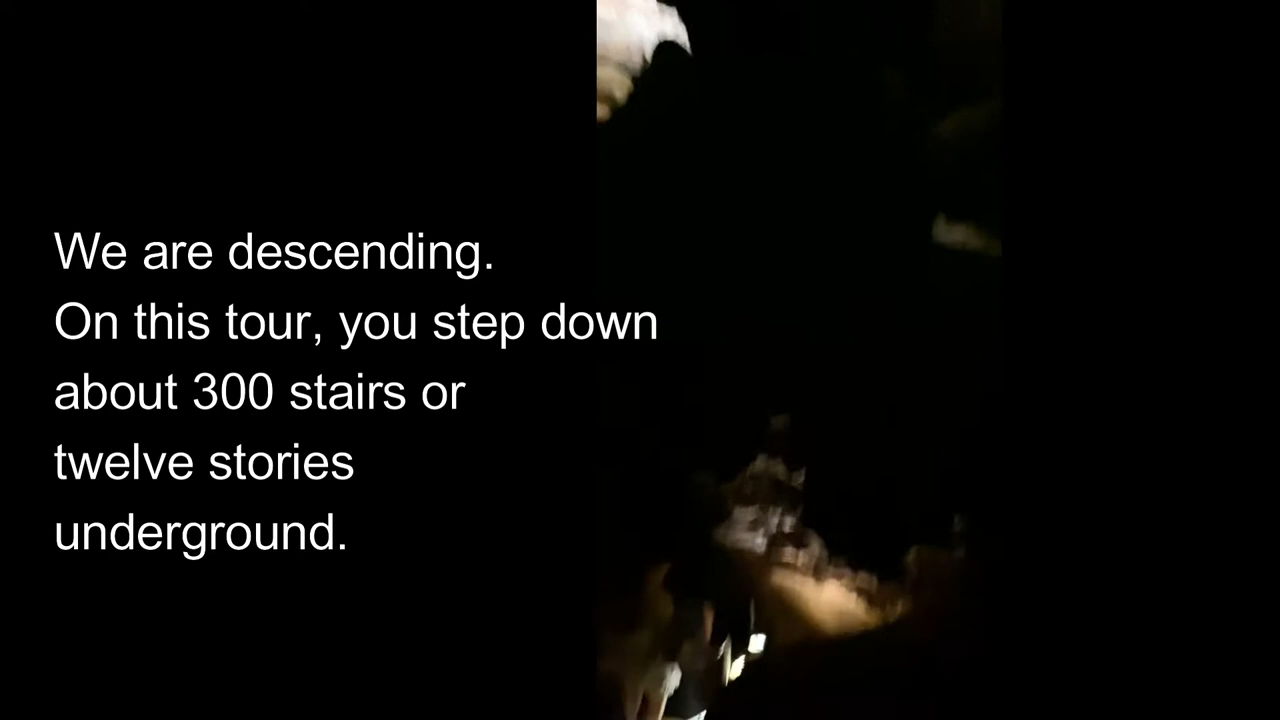 We are descending.
On this tour, you step down
about 300 stairs or
twelve stories
underground.